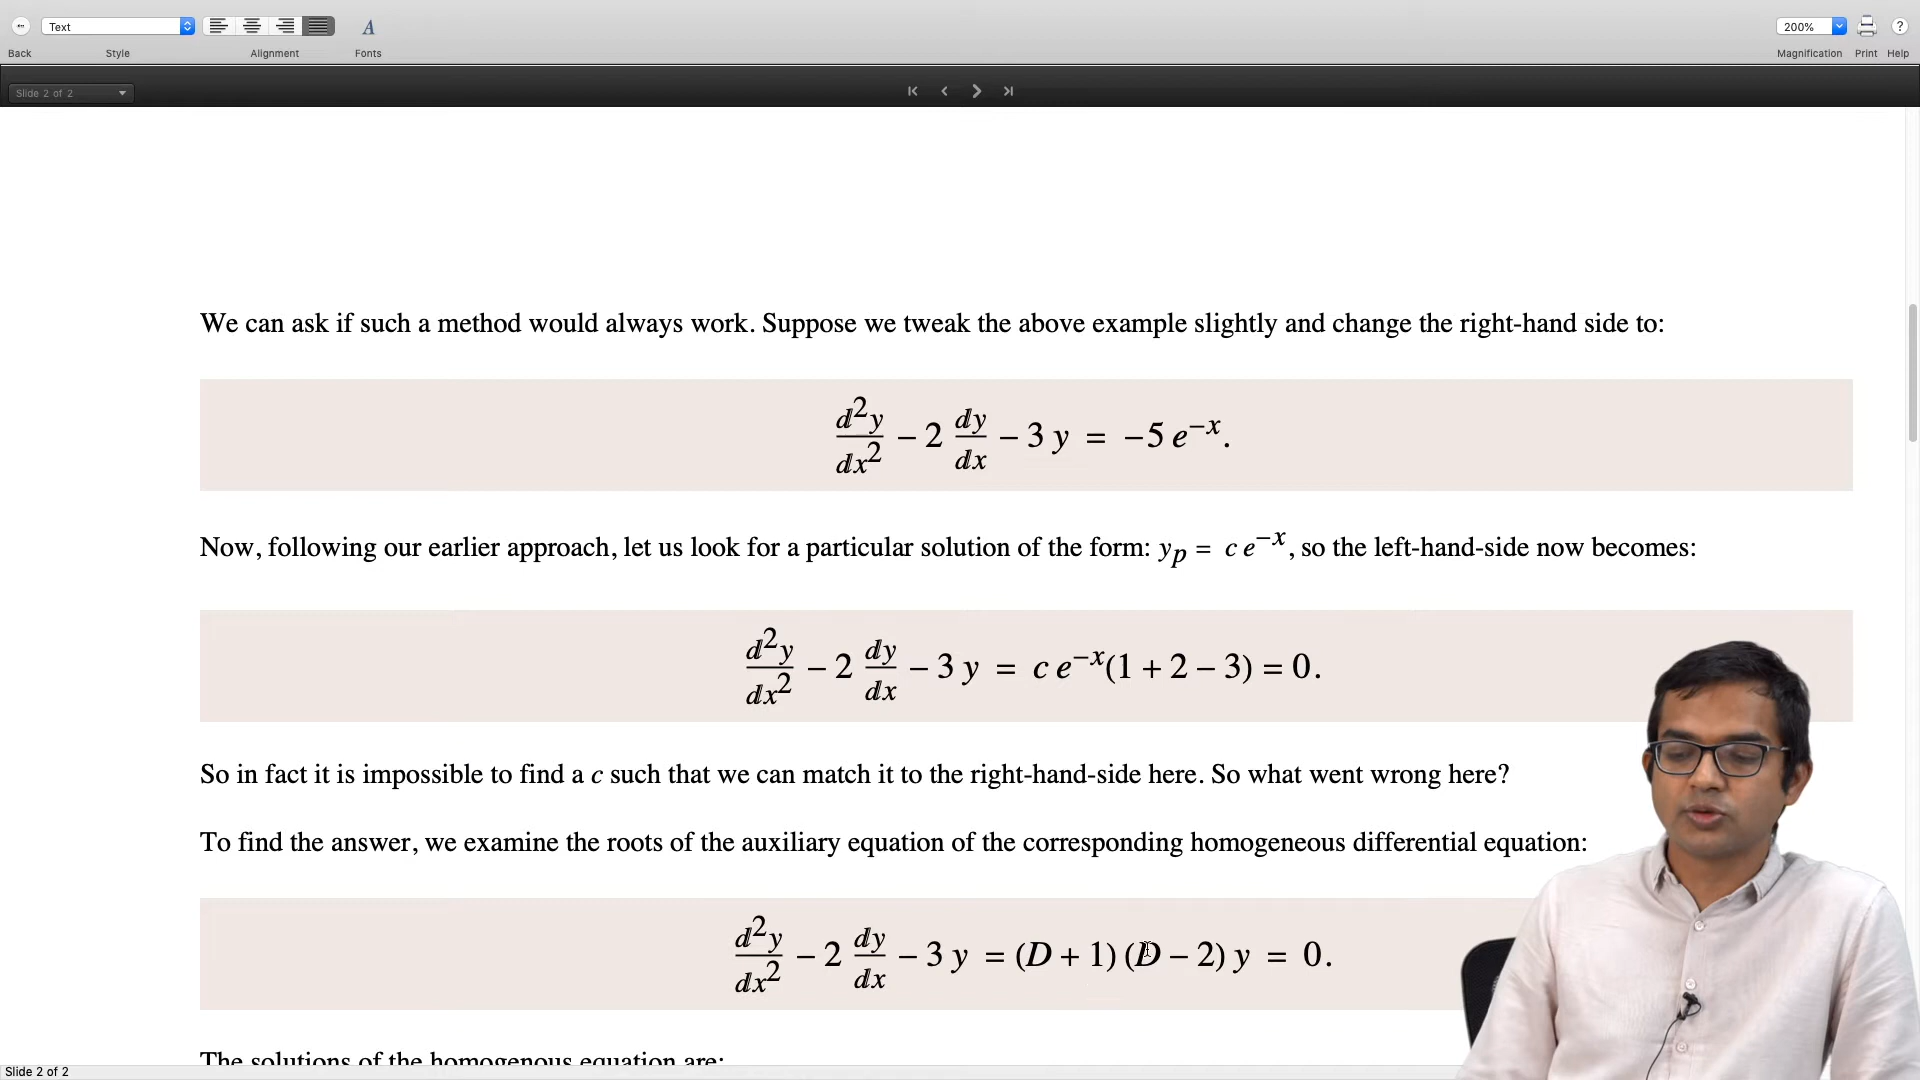 Text
200%
?
Back
Style
Alignment
A
Fonts
Magnification
Print
Help
Slide 2 of 2
We can ask if such a method would always work. Suppose we tweak the above example slightly and change the right-hand side to:
d²y/dx² − 2 dy/dx − 3 y = −5 e⁻ˣ.
Now, following our earlier approach, let us look for a particular solution of the form: yₚ = c e⁻ˣ, so the left-hand-side now becomes:
d²y/dx² − 2 dy/dx − 3 y = c e⁻ˣ(1 + 2 − 3) = 0.
So in fact it is impossible to find a c such that we can match it to the right-hand-side here. So what went wrong here?
To find the answer, we examine the roots of the auxiliary equation of the corresponding homogeneous differential equation:
d²y/dx² − 2 dy/dx − 3 y = (D + 1) (D − 2) y = 0.
The solutions of the homogenous equation are:
Slide 2 of 2